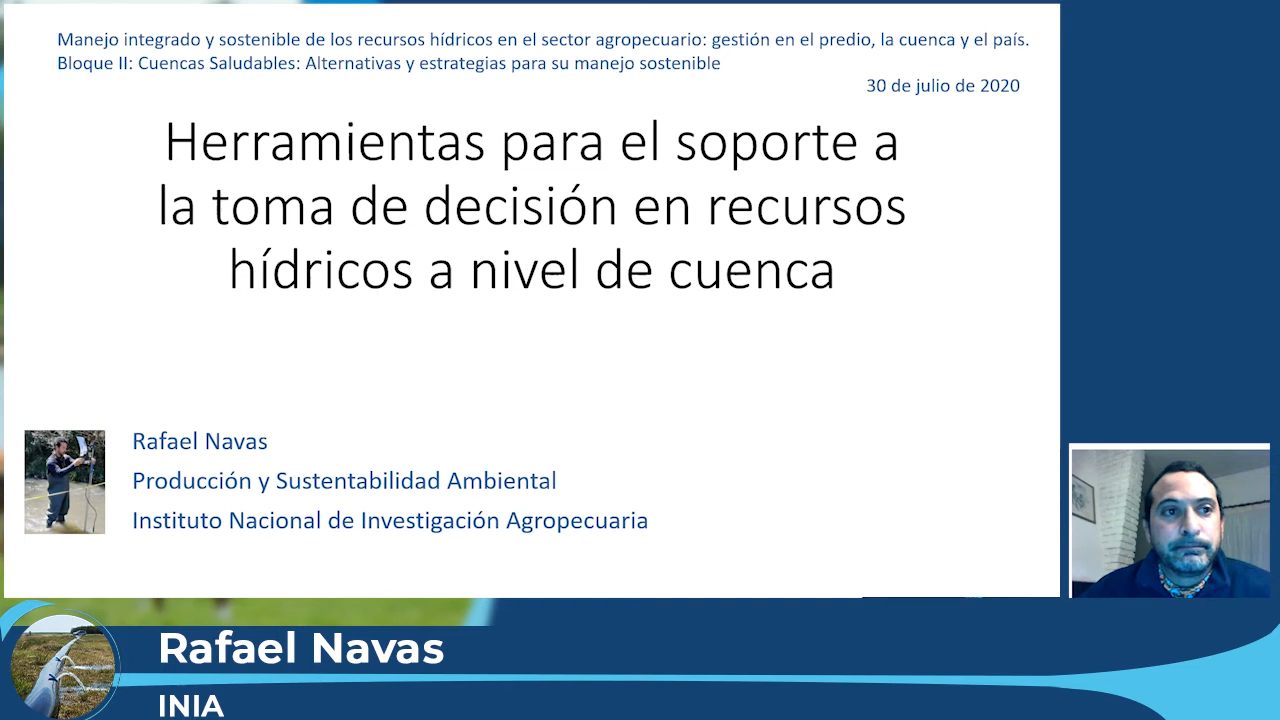 Manejo integrado y sostenible de los recursos hídricos en el sector agropecuario: gestión en el predio, la cuenca y el país.
Bloque II: Cuencas Saludables: Alternativas y estrategias para su manejo sostenible
30 de julio de 2020
Herramientas para el soporte a
la toma de decisión en recursos
hídricos a nivel de cuenca
Rafael Navas
Producción y Sustentabilidad Ambiental
Instituto Nacional de Investigación Agropecuaria
Rafael Navas
INIA